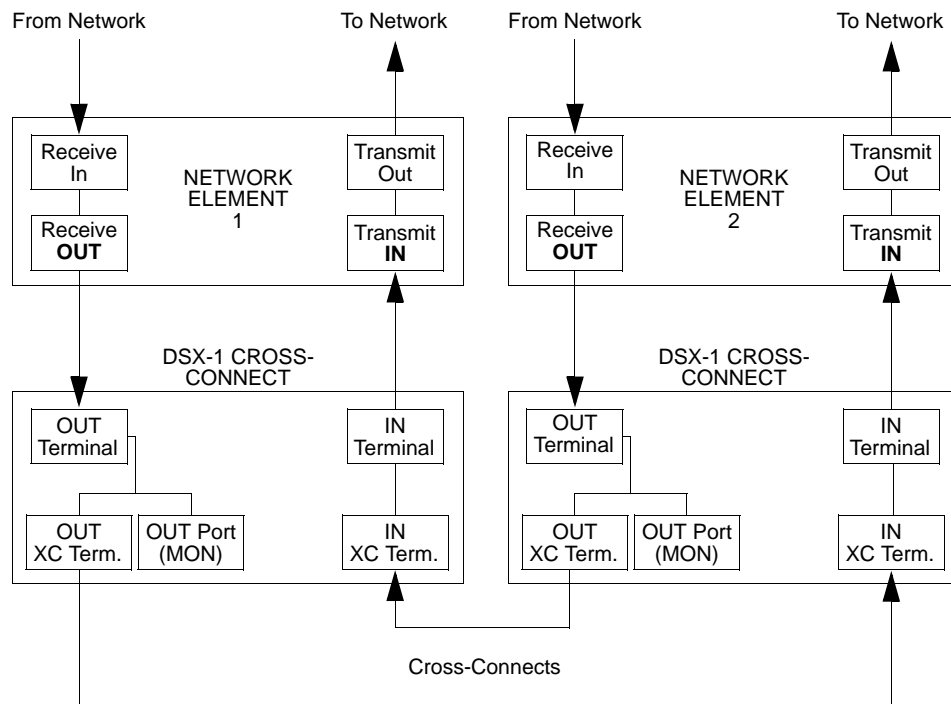 From Network
To Network
From Network
To Network
Receive
In
NETWORK
ELEMENT
1
Transmit
Out
Receive
In
NETWORK
ELEMENT
2
Transmit
Out
Receive
OUT
Transmit
IN
Receive
OUT
Transmit
IN
DSX-1 CROSS-
CONNECT
DSX-1 CROSS-
CONNECT
OUT
Terminal
IN
Terminal
OUT
Terminal
IN
Terminal
OUT
XC Term.
OUT Port
(MON)
IN
XC Term.
OUT
XC Term.
OUT Port
(MON)
IN
XC Term.
Cross-Connects